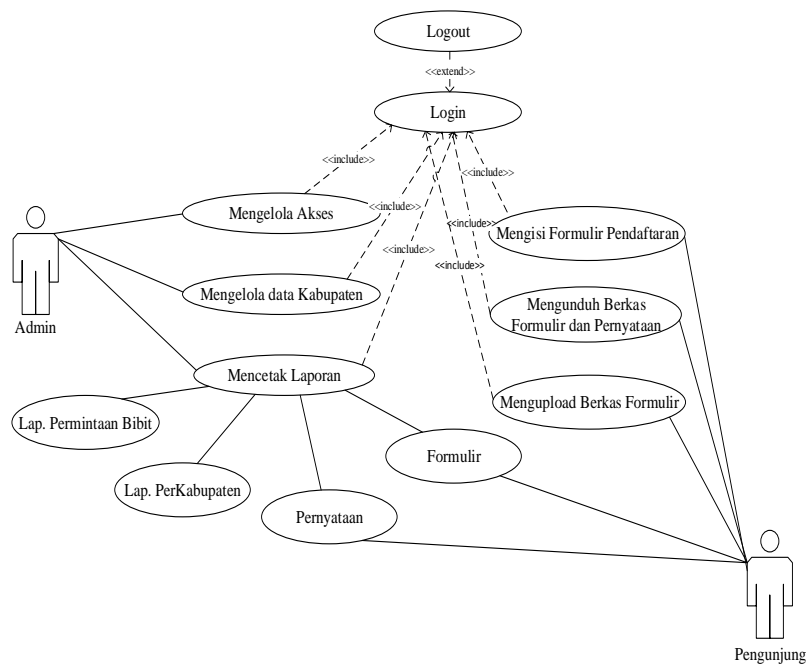 Logout
<<extend>>
Login
<<include>>
<<include>>
<<include>>
Mengelola Akses
<<include>>
<<include>>
Mengisi Formulir Pendaftaran
<<include>>
<<include>>
Admin
Mengelola data Kabupaten
Mengunduh Berkas
Formulir dan Pernyataan
Mencetak Laporan
Mengupload Berkas Formulir
Lap. Permintaan Bibit
Formulir
Lap. PerKabupaten
Pernyataan
Pengunjung